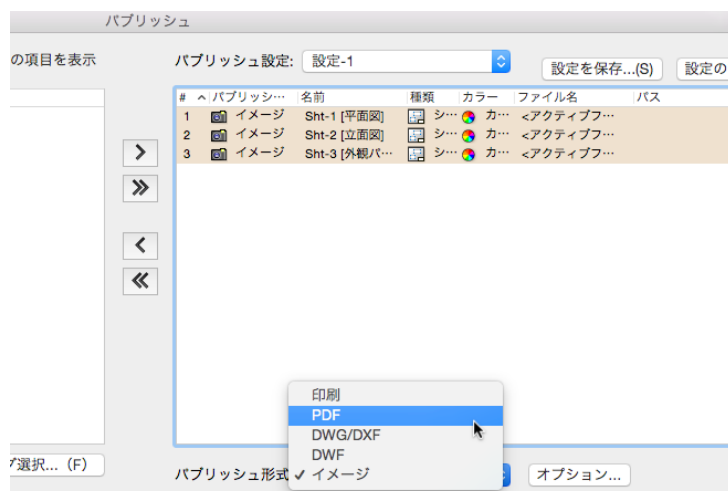 パブリッシュ
の項目を表示
パブリッシュ設定: 設定-1
設定を保存...(S) 設定の
# パブリッシ… 名前 種類 カラー ファイル名 パス
1 イメージ Sht-1 [平面図] シ… カ… <アクティブフ…
2 イメージ Sht-2 [立面図] シ… カ… <アクティブフ…
3 イメージ Sht-3 [外観パ… シ… カ… <アクティブフ…
印刷
PDF
DWG/DXF
DWF
✓ イメージ
グ選択... (F)
パブリッシュ形式
オプション...